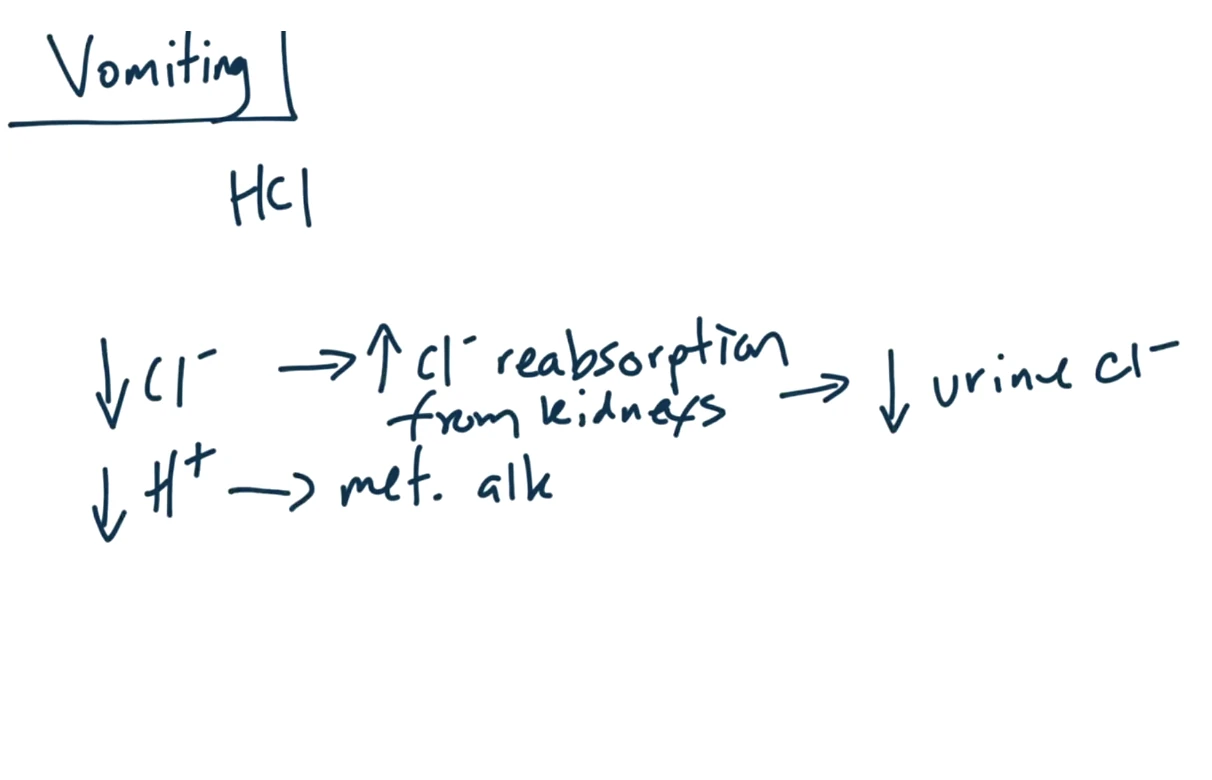 Vomiting
HCl
↓ Cl⁻ → ↑ Cl⁻ reabsorption from kidneys → ↓ urine Cl⁻
↓ H⁺ → met. alk